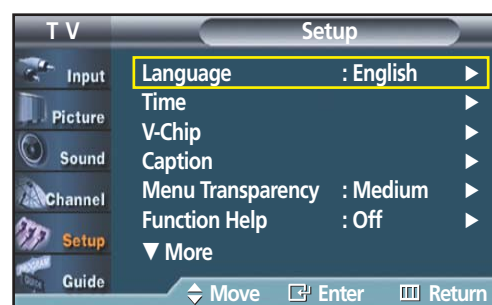 T V
Setup
Input
Picture
Sound
Channel
Setup
Guide
Language : English ▶
Time ▶
V-Chip ▶
Caption ▶
Menu Transparency : Medium ▶
Function Help : Off ▶
▼ More
Move Enter Return